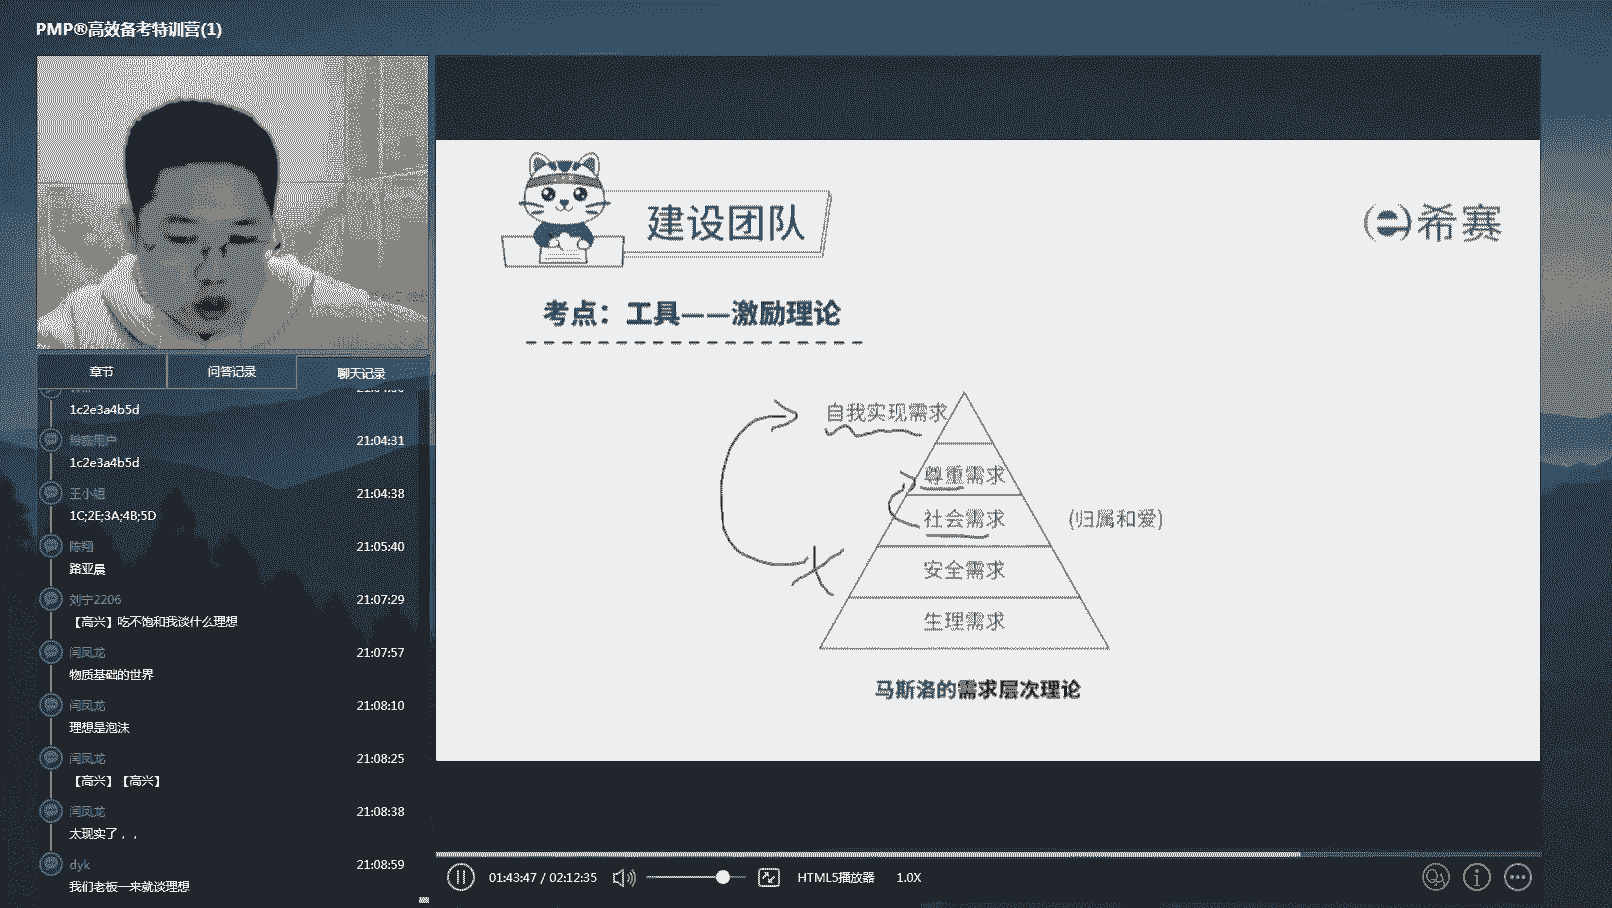 PMP®高效备考特训营(1)
章节
问答记录
聊天记录
1c2e3a4b5d
21:04:31
1c2e3a4b5d
王小姐
21:04:38
1C;2E;3A;4B;5D
陈翔
21:05:40
路亚晨
刘宁2206
21:07:29
【高兴】吃不饱和我谈什么理想
闫凤龙
21:07:57
物质基础的世界
闫凤龙
21:08:10
理想是泡沫
闫凤龙
21:08:25
【高兴】【高兴】
闫凤龙
21:08:38
太现实了，，
dyk
21:08:59
我们老板一来就谈理想
建设团队
希赛
考点：工具——激励理论
自我实现需求
尊重需求
社会需求
(归属和爱)
安全需求
生理需求
马斯洛的需求层次理论
01:43:47 / 02:12:35
HTML5播放器
1.0X
QA